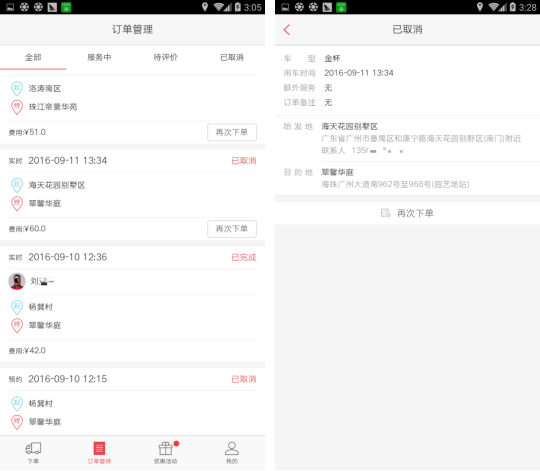 3:05
订单管理
全部 服务中 待评价 已取消
起 洛涛南区
终 珠江帝景华苑
费用:¥51.0 再次下单
实时 2016-09-11 13:34 已取消
起 海天花园别墅区
终 翠馨华庭
费用:¥60.0 再次下单
实时 2016-09-10 12:36 已完成
刘
起 杨箕村
终 翠馨华庭
费用:¥42.0
预约 2016-09-10 12:15 已取消
起 杨箕村
终 翠馨华庭
下单 订单管理 优惠活动 我的
3:28
已取消
车型 金杯
用车时间 2016-09-11 13:34
额外服务 无
订单备注 无
始发地 海天花园别墅区
广东省广州市番禺区和康宁路海天花园别野区(南门)附近
联系人 135
目的地 翠馨华庭
海珠广州大道南962号至968号(园艺场站)
再次下单